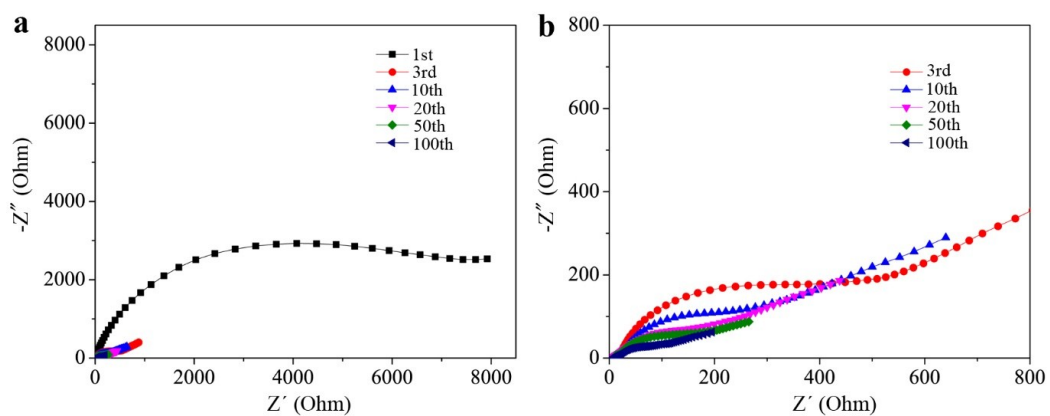 a
8000
6000
4000
2000
0
-Z″ (Ohm)
1st
3rd
10th
20th
50th
100th
0 2000 4000 6000 8000
Z′ (Ohm)
b
800
600
400
200
0
-Z″ (Ohm)
3rd
10th
20th
50th
100th
0 200 400 600 800
Z′ (Ohm)